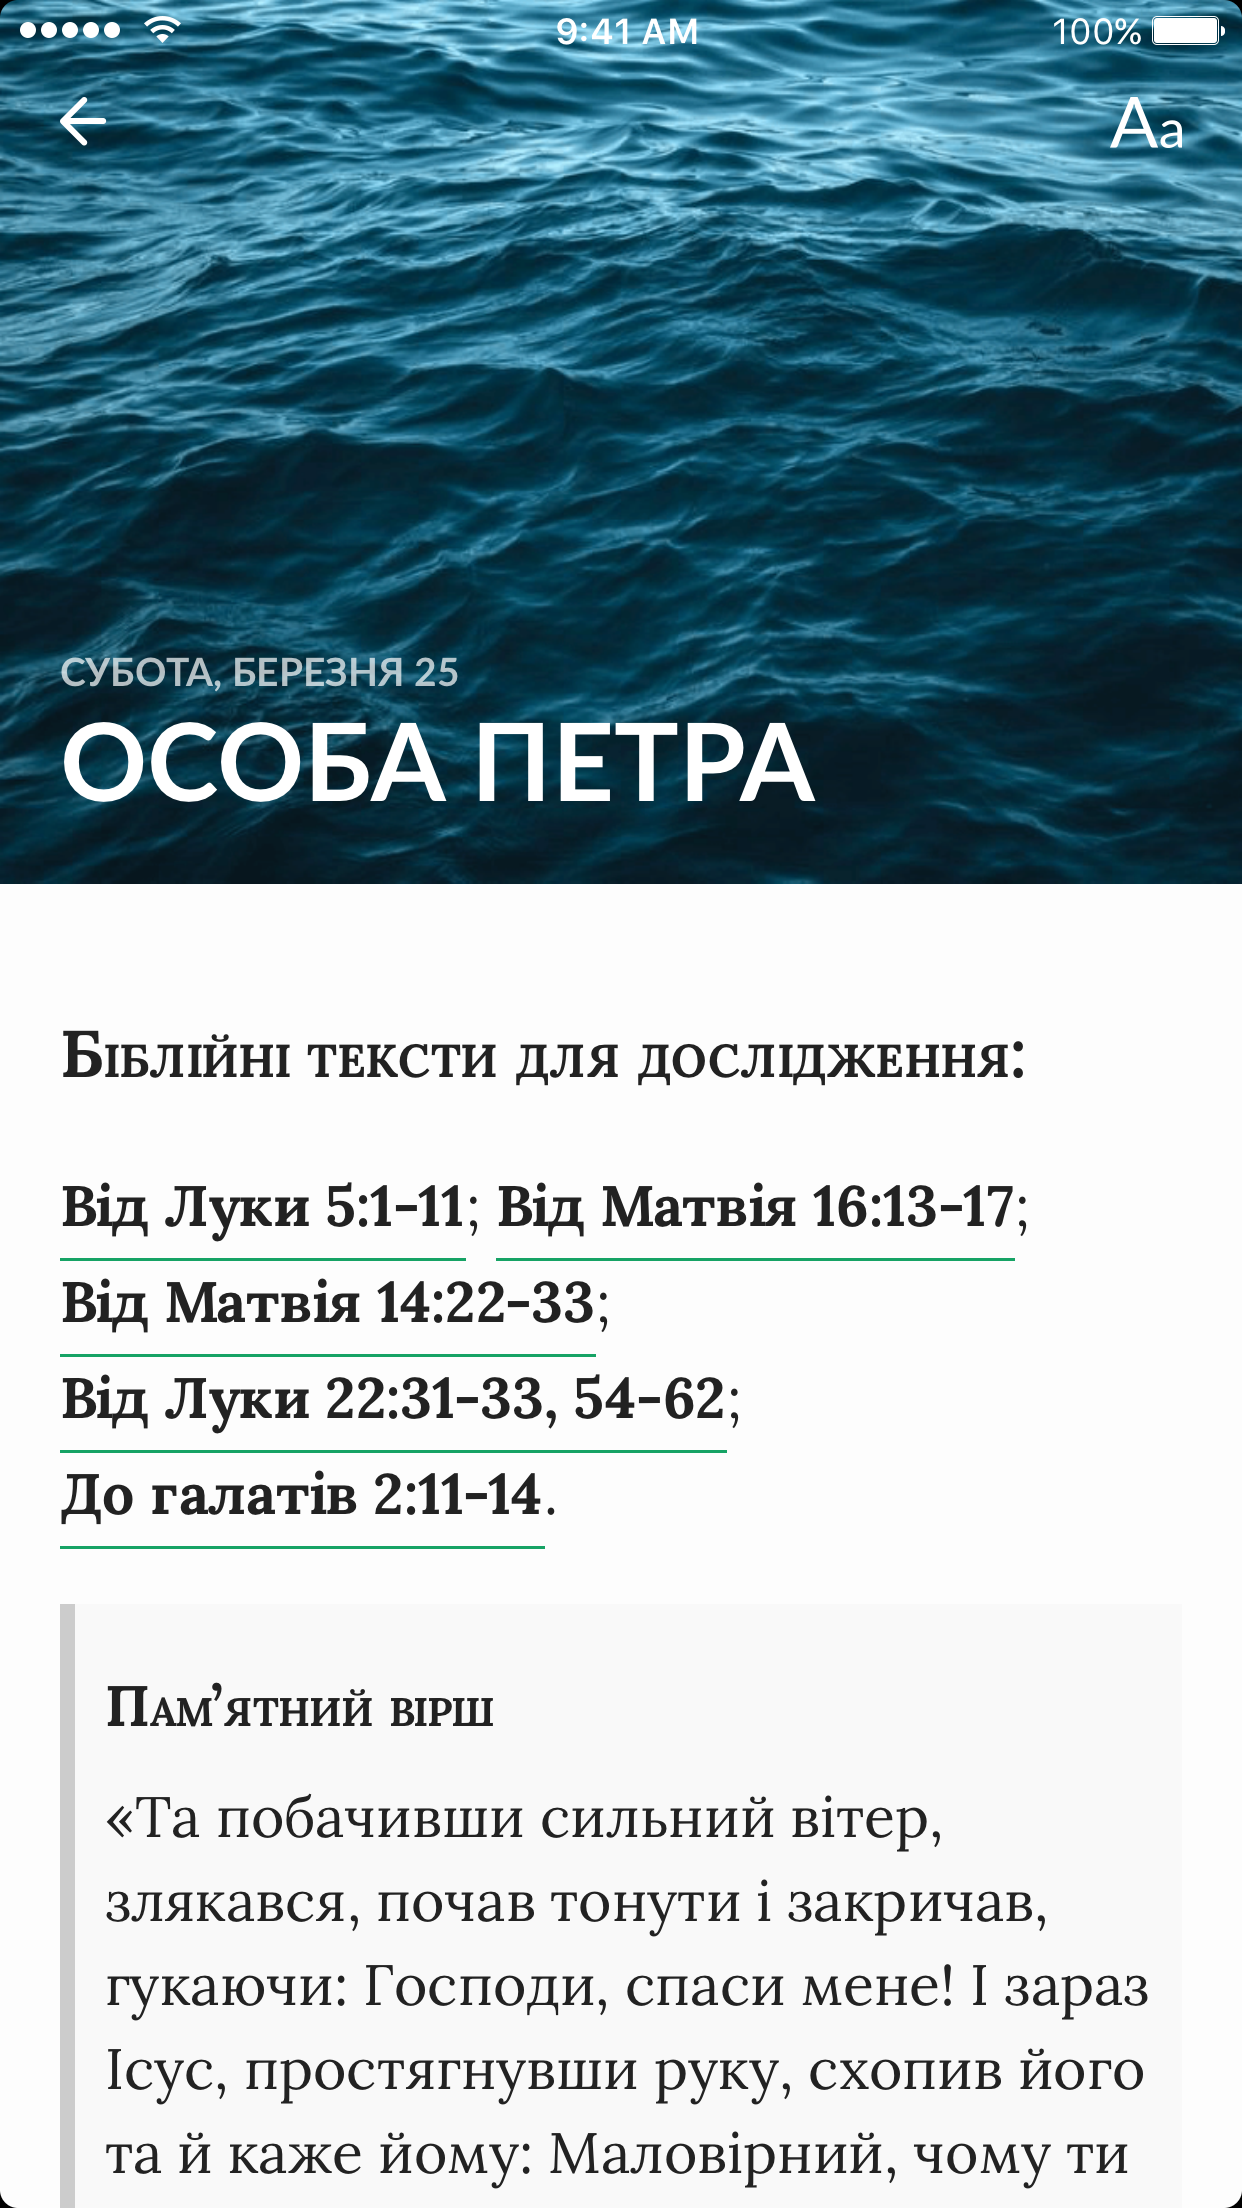 9:41 AM
100%
Aa
СУБОТА, БЕРЕЗНЯ 25
ОСОБА ПЕТРА
Біблійні тексти для дослідження:
Від Луки 5:1-11; Від Матвія 16:13-17;
Від Матвія 14:22-33;
Від Луки 22:31-33, 54-62;
До галатів 2:11-14.
Пам’ятний вірш
«Та побачивши сильний вітер,
злякався, почав тонути і закричав,
гукаючи: Господи, спаси мене! І зараз
Ісус, простягнувши руку, схопив його
та й каже йому: Маловірний, чому ти